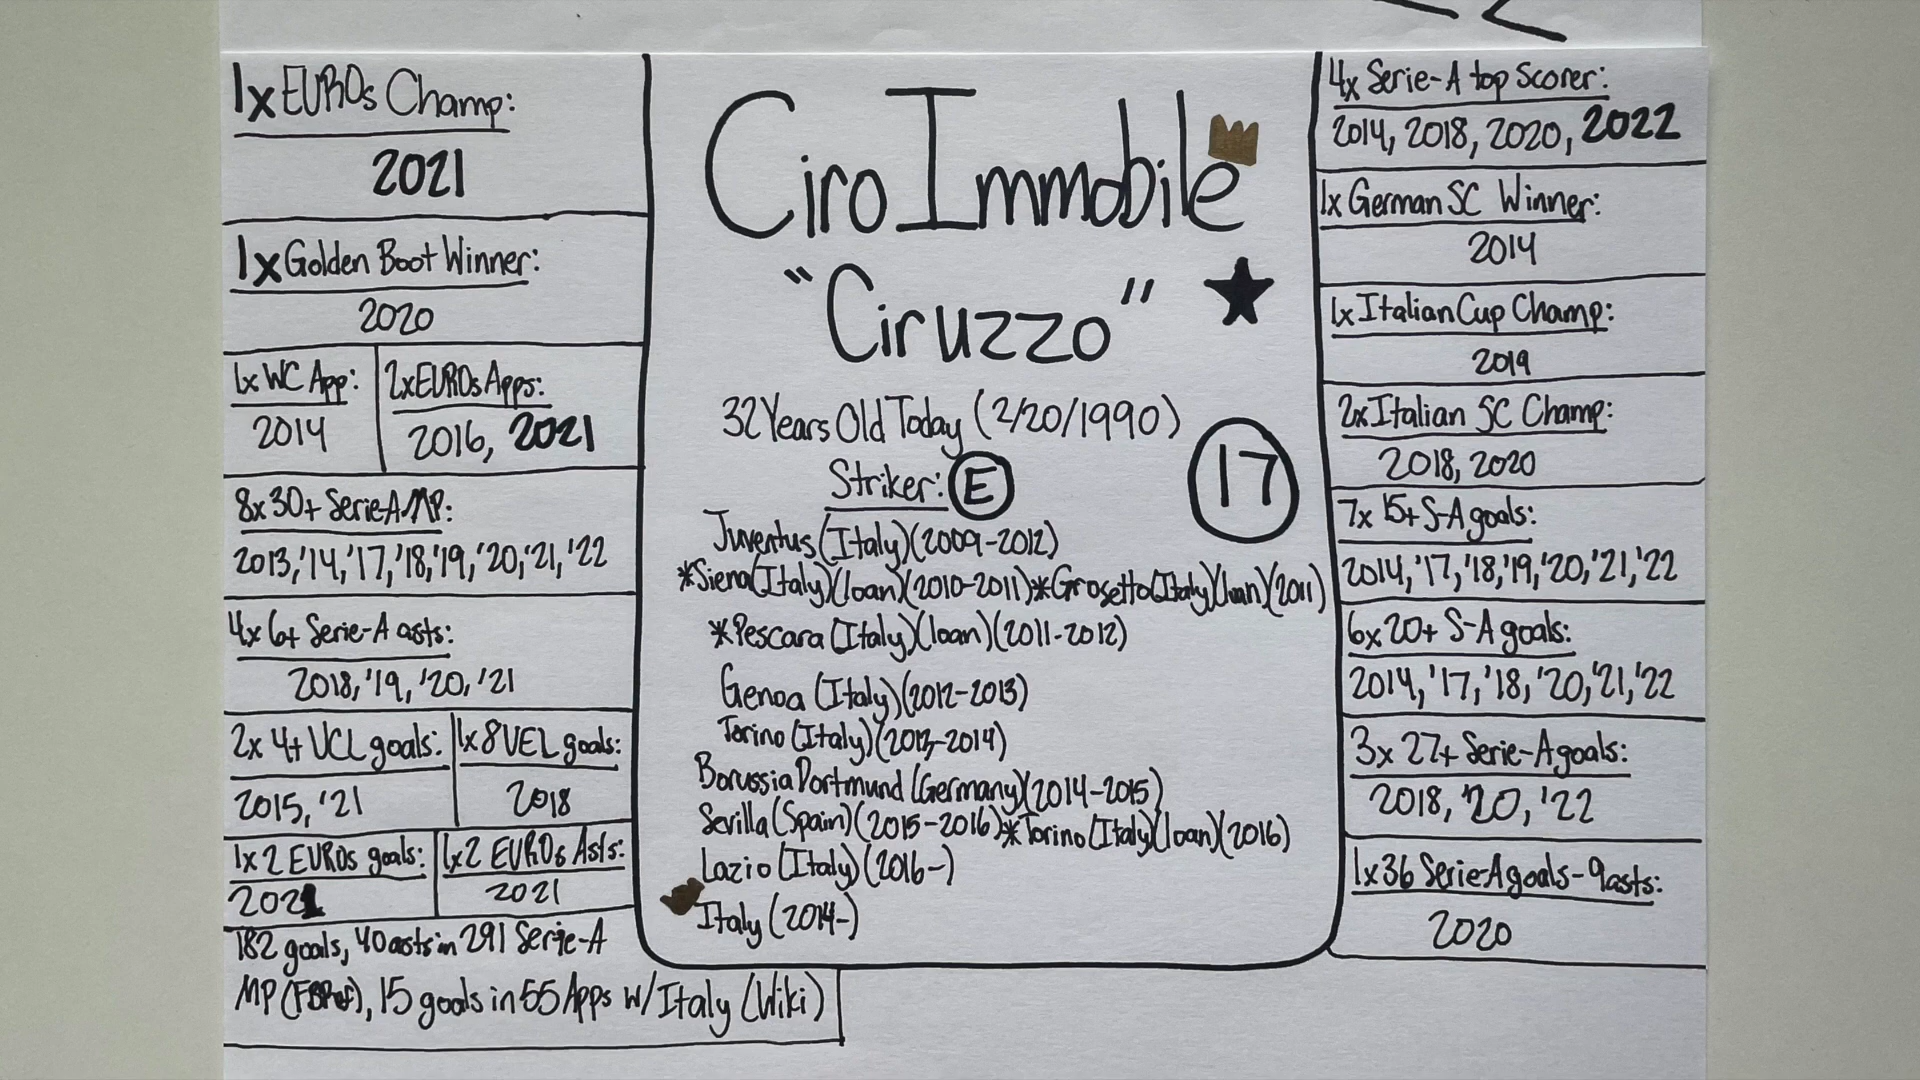 1x EUROs Champ:
2021
1x Golden Boot Winner:
2020
1x WC App:
2014
2x EUROs Apps:
2016, 2021
8x 30+ Serie-A MP:
2013,'14,'17,'18,'19,'20,'21,'22
4x 6+ Serie-A asts:
2018,'19,'20,'21
2x 4+ UCL goals:
2015, '21
1x 8 VEL goals:
2018
1x 2 EUROs goals:
2021
1x2 EUROs Asts:
2021
182 goals, 40 asts in 291 Serie-A
MP (FBRef), 15 goals in 55 Apps w/ Italy (Wiki)
Ciro Immobile
"Ciruzzo"
32 Years Old Today (2/20/1990)
Striker: E
17
Juventus (Italy) (2009-2012)
*Siena (Italy) (loan) (2010-2011) *Grosetto (Italy) (loan) (2011)
*Pescara (Italy) (loan) (2011-2012)
Genoa (Italy) (2012-2013)
Torino (Italy) (2013-2014)
Borussia Dortmund (Germany) (2014-2015)
Sevilla (Spain) (2015-2016) *Torino (Italy) (loan) (2016)
Lazio (Italy) (2016-)
Italy (2014-)
4x Serie-A top scorer:
2014, 2018, 2020, 2022
1x German SC Winner:
2014
1x Italian Cup Champ:
2019
2x Italian SC Champ:
2018, 2020
7x 15+ S-A goals:
2014,'17,'18,'19,'20,'21,'22
6x 20+ S-A goals:
2014,'17,'18,'20,'21,'22
3x 27+ Serie-A goals:
2018, '20, '22
1x36 Serie A goals-9asts:
2020